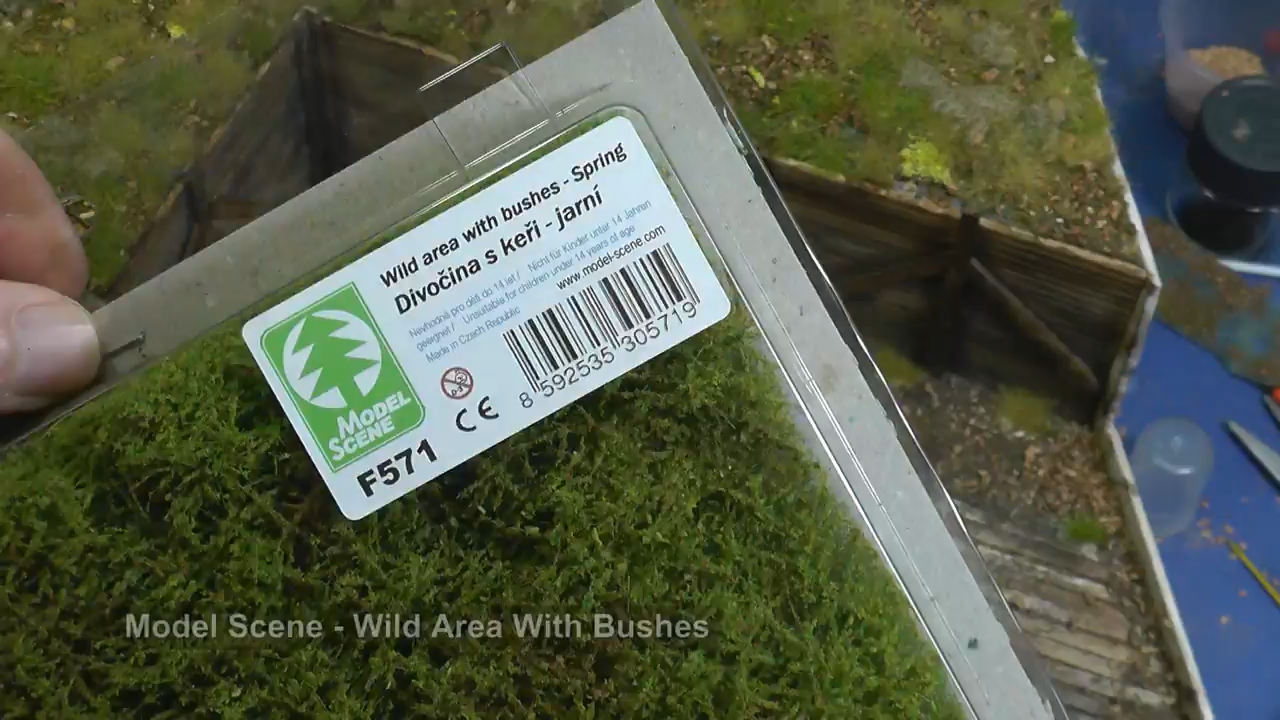 Wild area with bushes - Spring
Divočina s keři - jarní
Nevhodné pro děti do 14 let / Nicht für Kinder unter 14 Jahren
geegnet / Unsuitable for children under 14 years of age
Made in Czech Republic
www.model-scene.com
MODEL
SCENE
F571
CE
8 592535 305719
Model Scene - Wild Area With Bushes